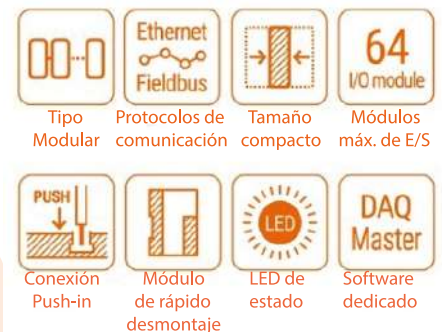 Ethernet
Fieldbus
64
I/O module
Tipo
Modular
Protocolos de
comunicación
Tamaño
compacto
Módulos
máx. de E/S
PUSH
LED
DAQ
Master
Conexión
Push-in
Módulo
de rápido
desmontaje
LED de
estado
Software
dedicado